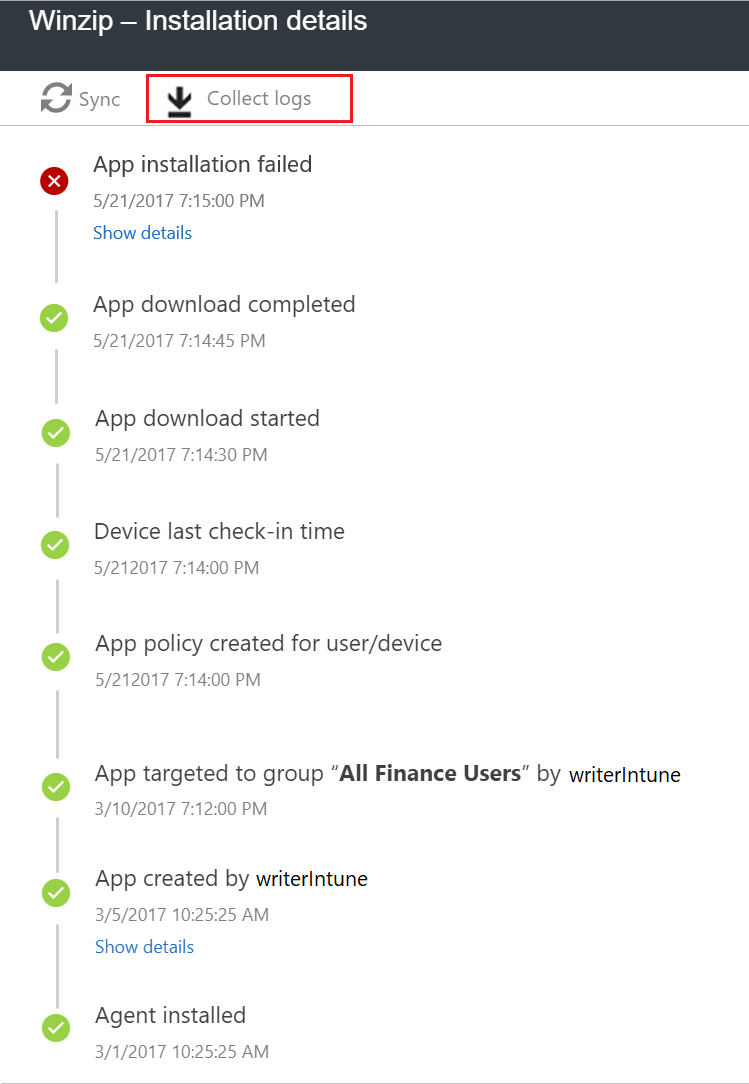 Winzip – Installation details
Sync
Collect logs
App installation failed
5/21/2017 7:15:00 PM
Show details
App download completed
5/21/2017 7:14:45 PM
App download started
5/21/2017 7:14:30 PM
Device last check-in time
5/212017 7:14:00 PM
App policy created for user/device
5/212017 7:14:00 PM
App targeted to group “All Finance Users” by writerIntune
3/10/2017 7:12:00 PM
App created by writerIntune
3/5/2017 10:25:25 AM
Show details
Agent installed
3/1/2017 10:25:25 AM